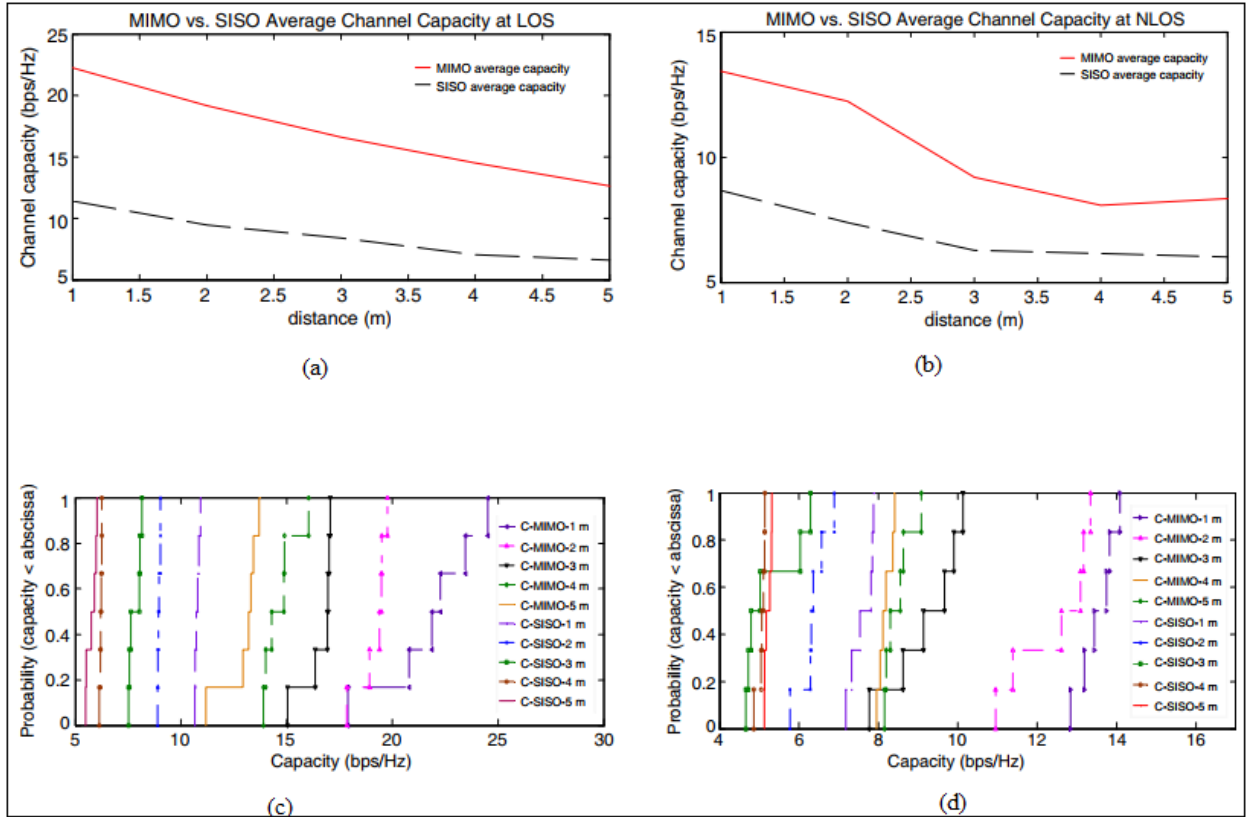 MIMO vs. SISO Average Channel Capacity at LOS
25
20
15
10
5
Channel capacity (bps/Hz)
MIMO average capacity
SISO average capacity
1 1.5 2 2.5 3 3.5 4 4.5 5
distance (m)
(a)
MIMO vs. SISO Average Channel Capacity at NLOS
15
10
5
Channel capacity (bps/Hz)
MIMO average capacity
SISO average capacity
1 1.5 2 2.5 3 3.5 4 4.5 5
distance (m)
(b)
1
0.8
0.6
0.4
0.2
0
Probability (capacity < abscissa)
C-MIMO-1 m
C-MIMO-2 m
C-MIMO-3 m
C-MIMO-4 m
C-MIMO-5 m
C-SISO-1 m
C-SISO-2 m
C-SISO-3 m
C-SISO-4 m
C-SISO-5 m
5 10 15 20 25 30
Capacity (bps/Hz)
(c)
1
0.8
0.6
0.4
0.2
0
Probability (capacity < abscissa)
C-MIMO-1 m
C-MIMO-2 m
C-MIMO-3 m
C-MIMO-4 m
C-MIMO-5 m
C-SISO-1 m
C-SISO-2 m
C-SISO-3 m
C-SISO-4 m
C-SISO-5 m
4 6 8 10 12 14 16
Capacity (bps/Hz)
(d)